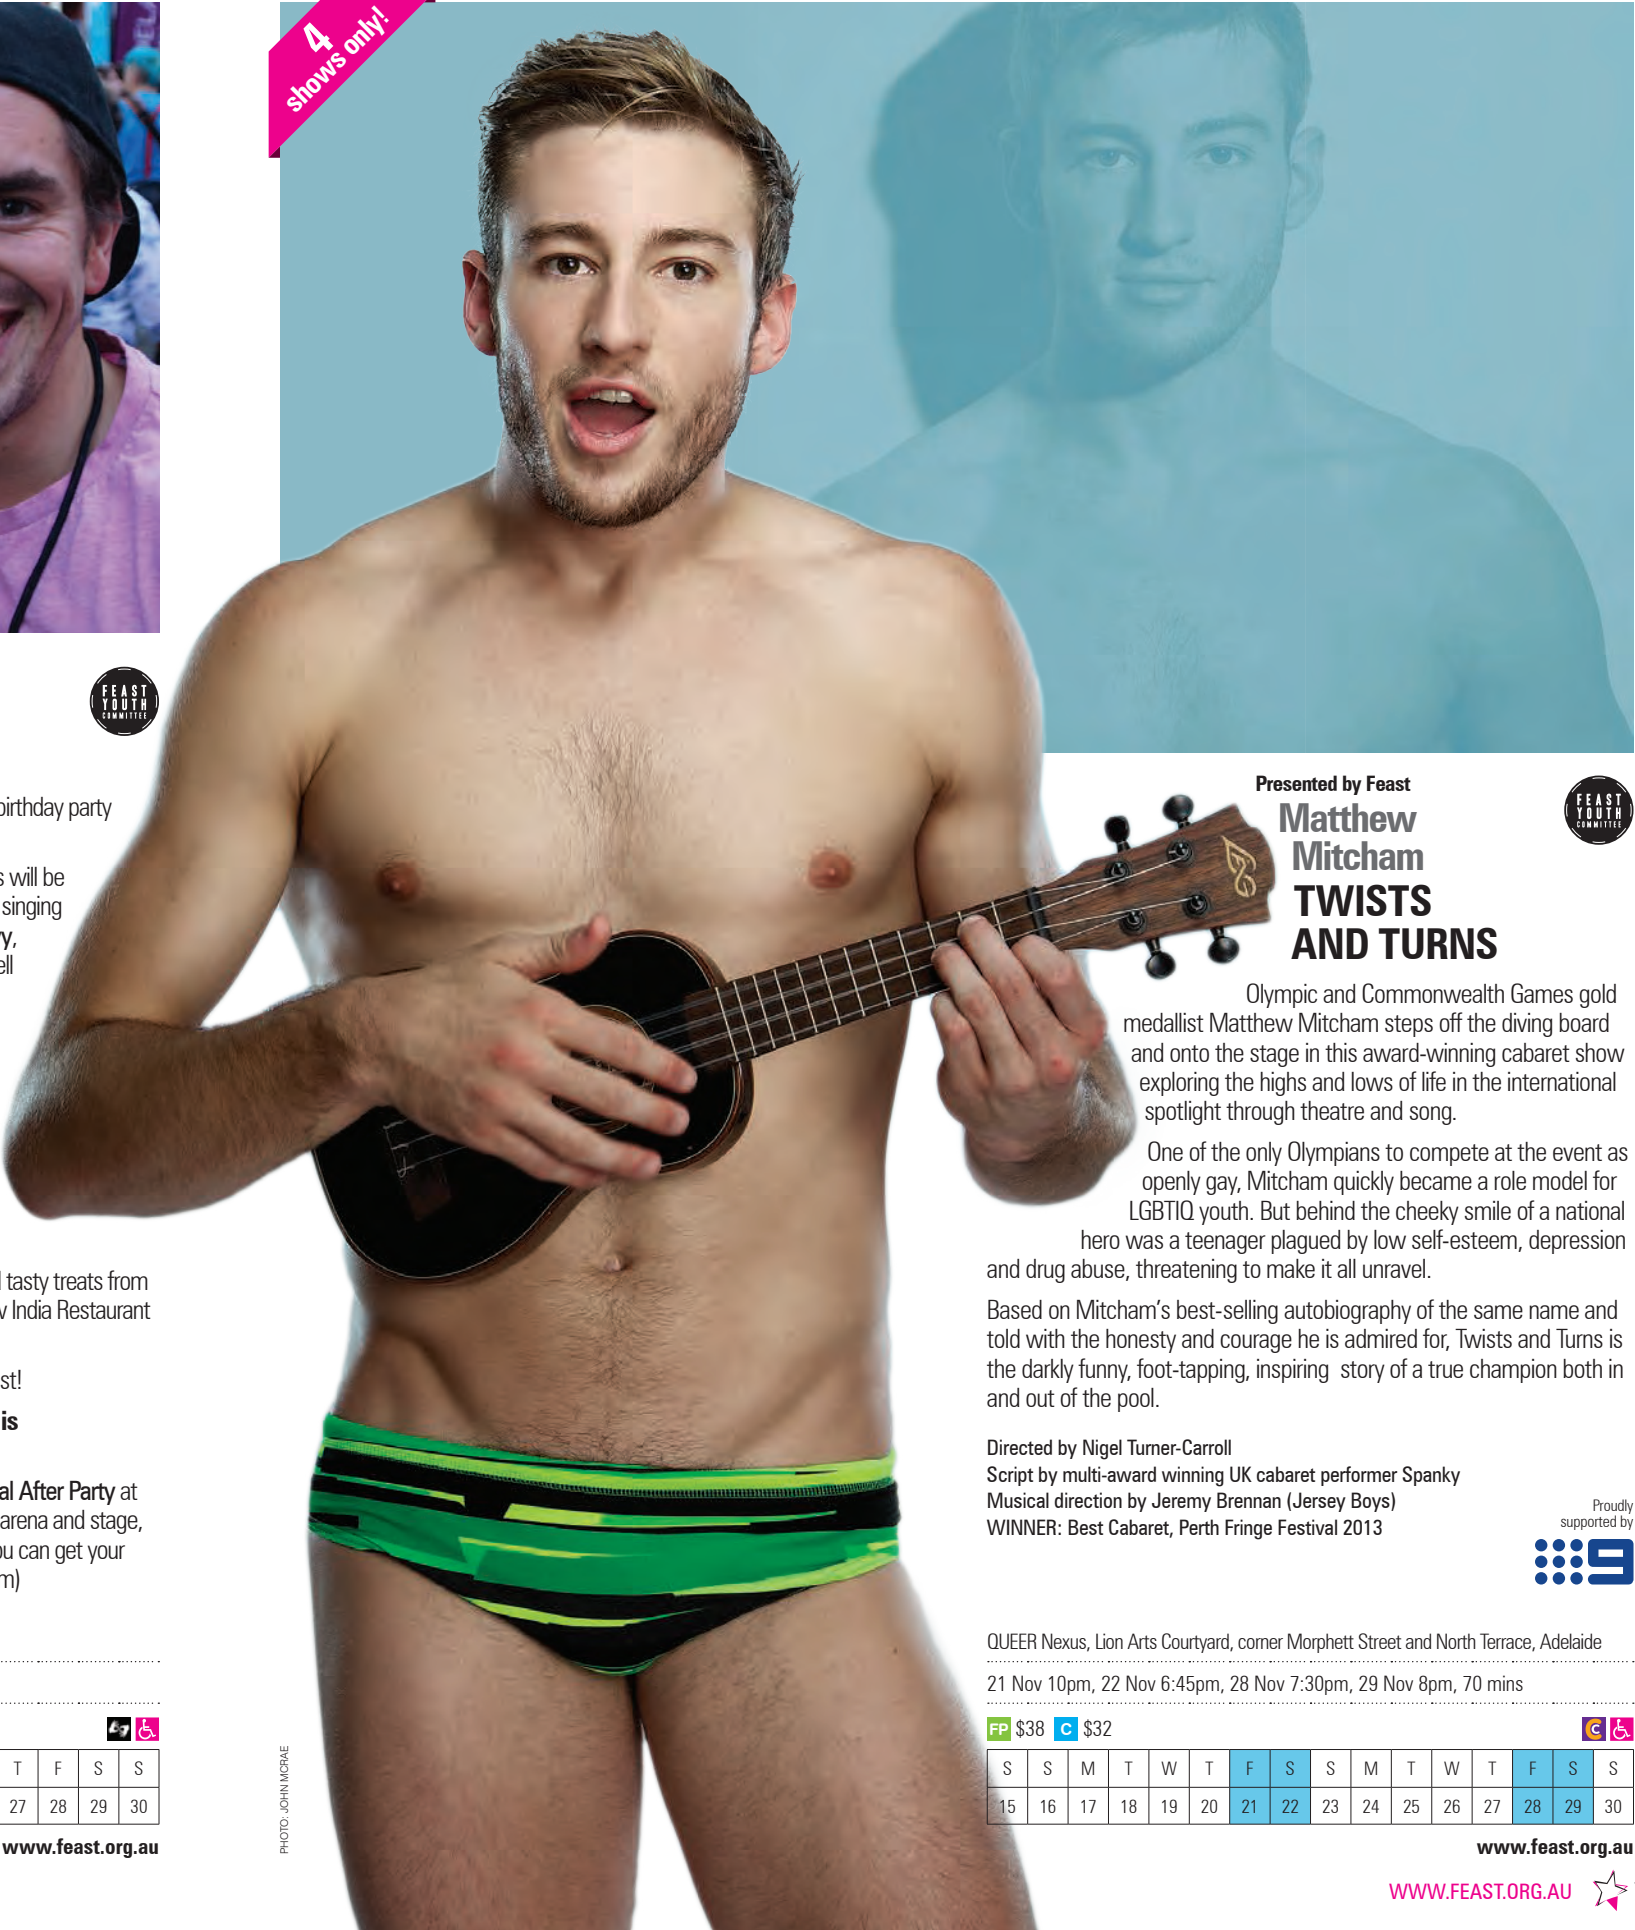 4
shows only!
FEAST
YOUTH
COMMITTEE
birthday party
s will be
singing
y,
ell
tasty treats from
India Restaurant
st!
is
al After Party at
arena and stage,
ou can get your
m)
T F S S
27 28 29 30
www.feast.org.au
PHOTO: JOHN MCRAE
Presented by Feast
Matthew
Mitcham
TWISTS
AND TURNS
FEAST
YOUTH
COMMITTEE
Olympic and Commonwealth Games gold
medallist Matthew Mitcham steps off the diving board
and onto the stage in this award-winning cabaret show
exploring the highs and lows of life in the international
spotlight through theatre and song.
One of the only Olympians to compete at the event as
openly gay, Mitcham quickly became a role model for
LGBTIQ youth. But behind the cheeky smile of a national
hero was a teenager plagued by low self-esteem, depression
and drug abuse, threatening to make it all unravel.
Based on Mitcham's best-selling autobiography of the same name and
told with the honesty and courage he is admired for, Twists and Turns is
the darkly funny, foot-tapping, inspiring story of a true champion both in
and out of the pool.
Directed by Nigel Turner-Carroll
Script by multi-award winning UK cabaret performer Spanky
Musical direction by Jeremy Brennan (Jersey Boys)
WINNER: Best Cabaret, Perth Fringe Festival 2013
Proudly
supported by
9
QUEER Nexus, Lion Arts Courtyard, corner Morphett Street and North Terrace, Adelaide
21 Nov 10pm, 22 Nov 6:45pm, 28 Nov 7:30pm, 29 Nov 8pm, 70 mins
FP $38 C $32
C
S S M T W T F S S M T W T F S S
15 16 17 18 19 20 21 22 23 24 25 26 27 28 29 30
www.feast.org.au
WWW.FEAST.ORG.AU